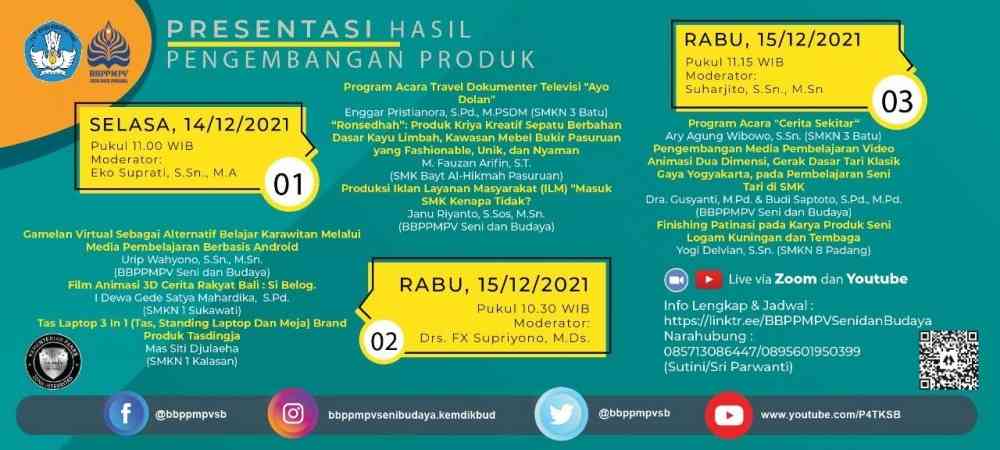 BBPPMPV
PRESENTASI HASIL
PENGEMBANGAN PRODUK
SELASA, 14/12/2021
Pukul 11.00 WIB
Moderator:
Eko Suprati, S.Sn., M.A
01
Gamelan Virtual Sebagai Alternatif Belajar Karawitan Melalui
Media Pembelajaran Berbasis Android
Urip Wahyono, S.Sn., M.Sn.
(BBPPMPV Seni dan Budaya)
Film Animasi 3D Cerita Rakyat Bali : Si Belog.
I Dewa Gede Satya Mahardika, S.Pd.
(SMKN 1 Sukawati)
Tas Laptop 3 In 1 (Tas, Standing Laptop Dan Meja) Brand
Produk Tasdingja
Mas Siti Djulaeha
(SMKN 1 Kalasan)
Program Acara Travel Dokumenter Televisi "Ayo
Dolan"
Enggar Pristianora, S.Pd., M.PSDM (SMKN 3 Batu)
"Ronsedhah": Produk Kriya Kreatif Sepatu Berbahan
Dasar Kayu Limbah, Kawasan Mebel Bukir Pasuruan
yang Fashionable, Unik, dan Nyaman
M. Fauzan Arifin, S.T.
(SMK Bayt Al-Hikmah Pasuruan)
Produksi Iklan Layanan Masyarakat (ILM) "Masuk
SMK Kenapa Tidak?
Janu Riyanto, S.Sos, M.Sn.
(BBPPMPV Seni dan Budaya)
RABU, 15/12/2021
Pukul 10.30 WIB
Moderator:
Drs. FX Supriyono, M.Ds.
02
RABU, 15/12/2021
Pukul 11.15 WIB
Moderator:
Suharjito, S.Sn., M.Sn
03
Program Acara "Cerita Sekitar"
Ary Agung Wibowo, S.Sn. (SMKN 3 Batu)
Pengembangan Media Pembelajaran Video
Animasi Dua Dimensi, Gerak Dasar Tari Klasik
Gaya Yogyakarta, pada Pembelajaran Seni
Tari di SMK
Dra. Gusyanti, M.Pd. & Budi Saptoto, S.Pd., M.Pd.
(BBPPMPV Seni dan Budaya)
Finishing Patinasi pada Karya Produk Seni
Logam Kuningan dan Tembaga
Yogi Delvian, S.Sn. (SMKN 8 Padang)
Live via Zoom dan Youtube
Info Lengkap & Jadwal :
https://linktr.ee/BBPPMPVSenidanBudaya
Narahubung :
085713086447/0895601950399
(Sutini/Sri Parwanti)
@bbppmpvsb
bbppmpvsenibudaya.kemdikbud
@bbppmpvsb
www.youtube.com/P4TKSB